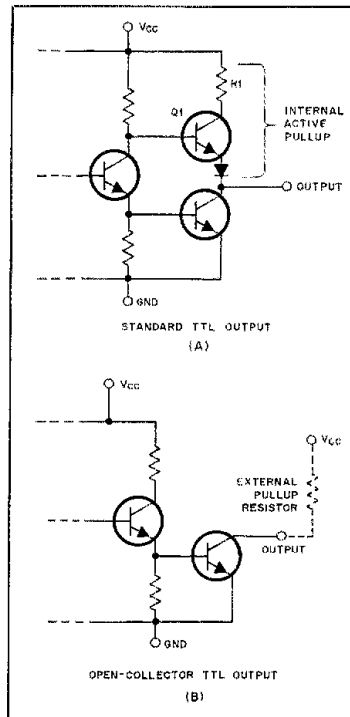 VCC
R1
Q1
INTERNAL
ACTIVE
PULLUP
OUTPUT
GND
STANDARD TTL OUTPUT
(A)
VCC
VCC
EXTERNAL
PULLUP
RESISTOR
OUTPUT
GND
OPEN-COLLECTOR TTL OUTPUT
(B)